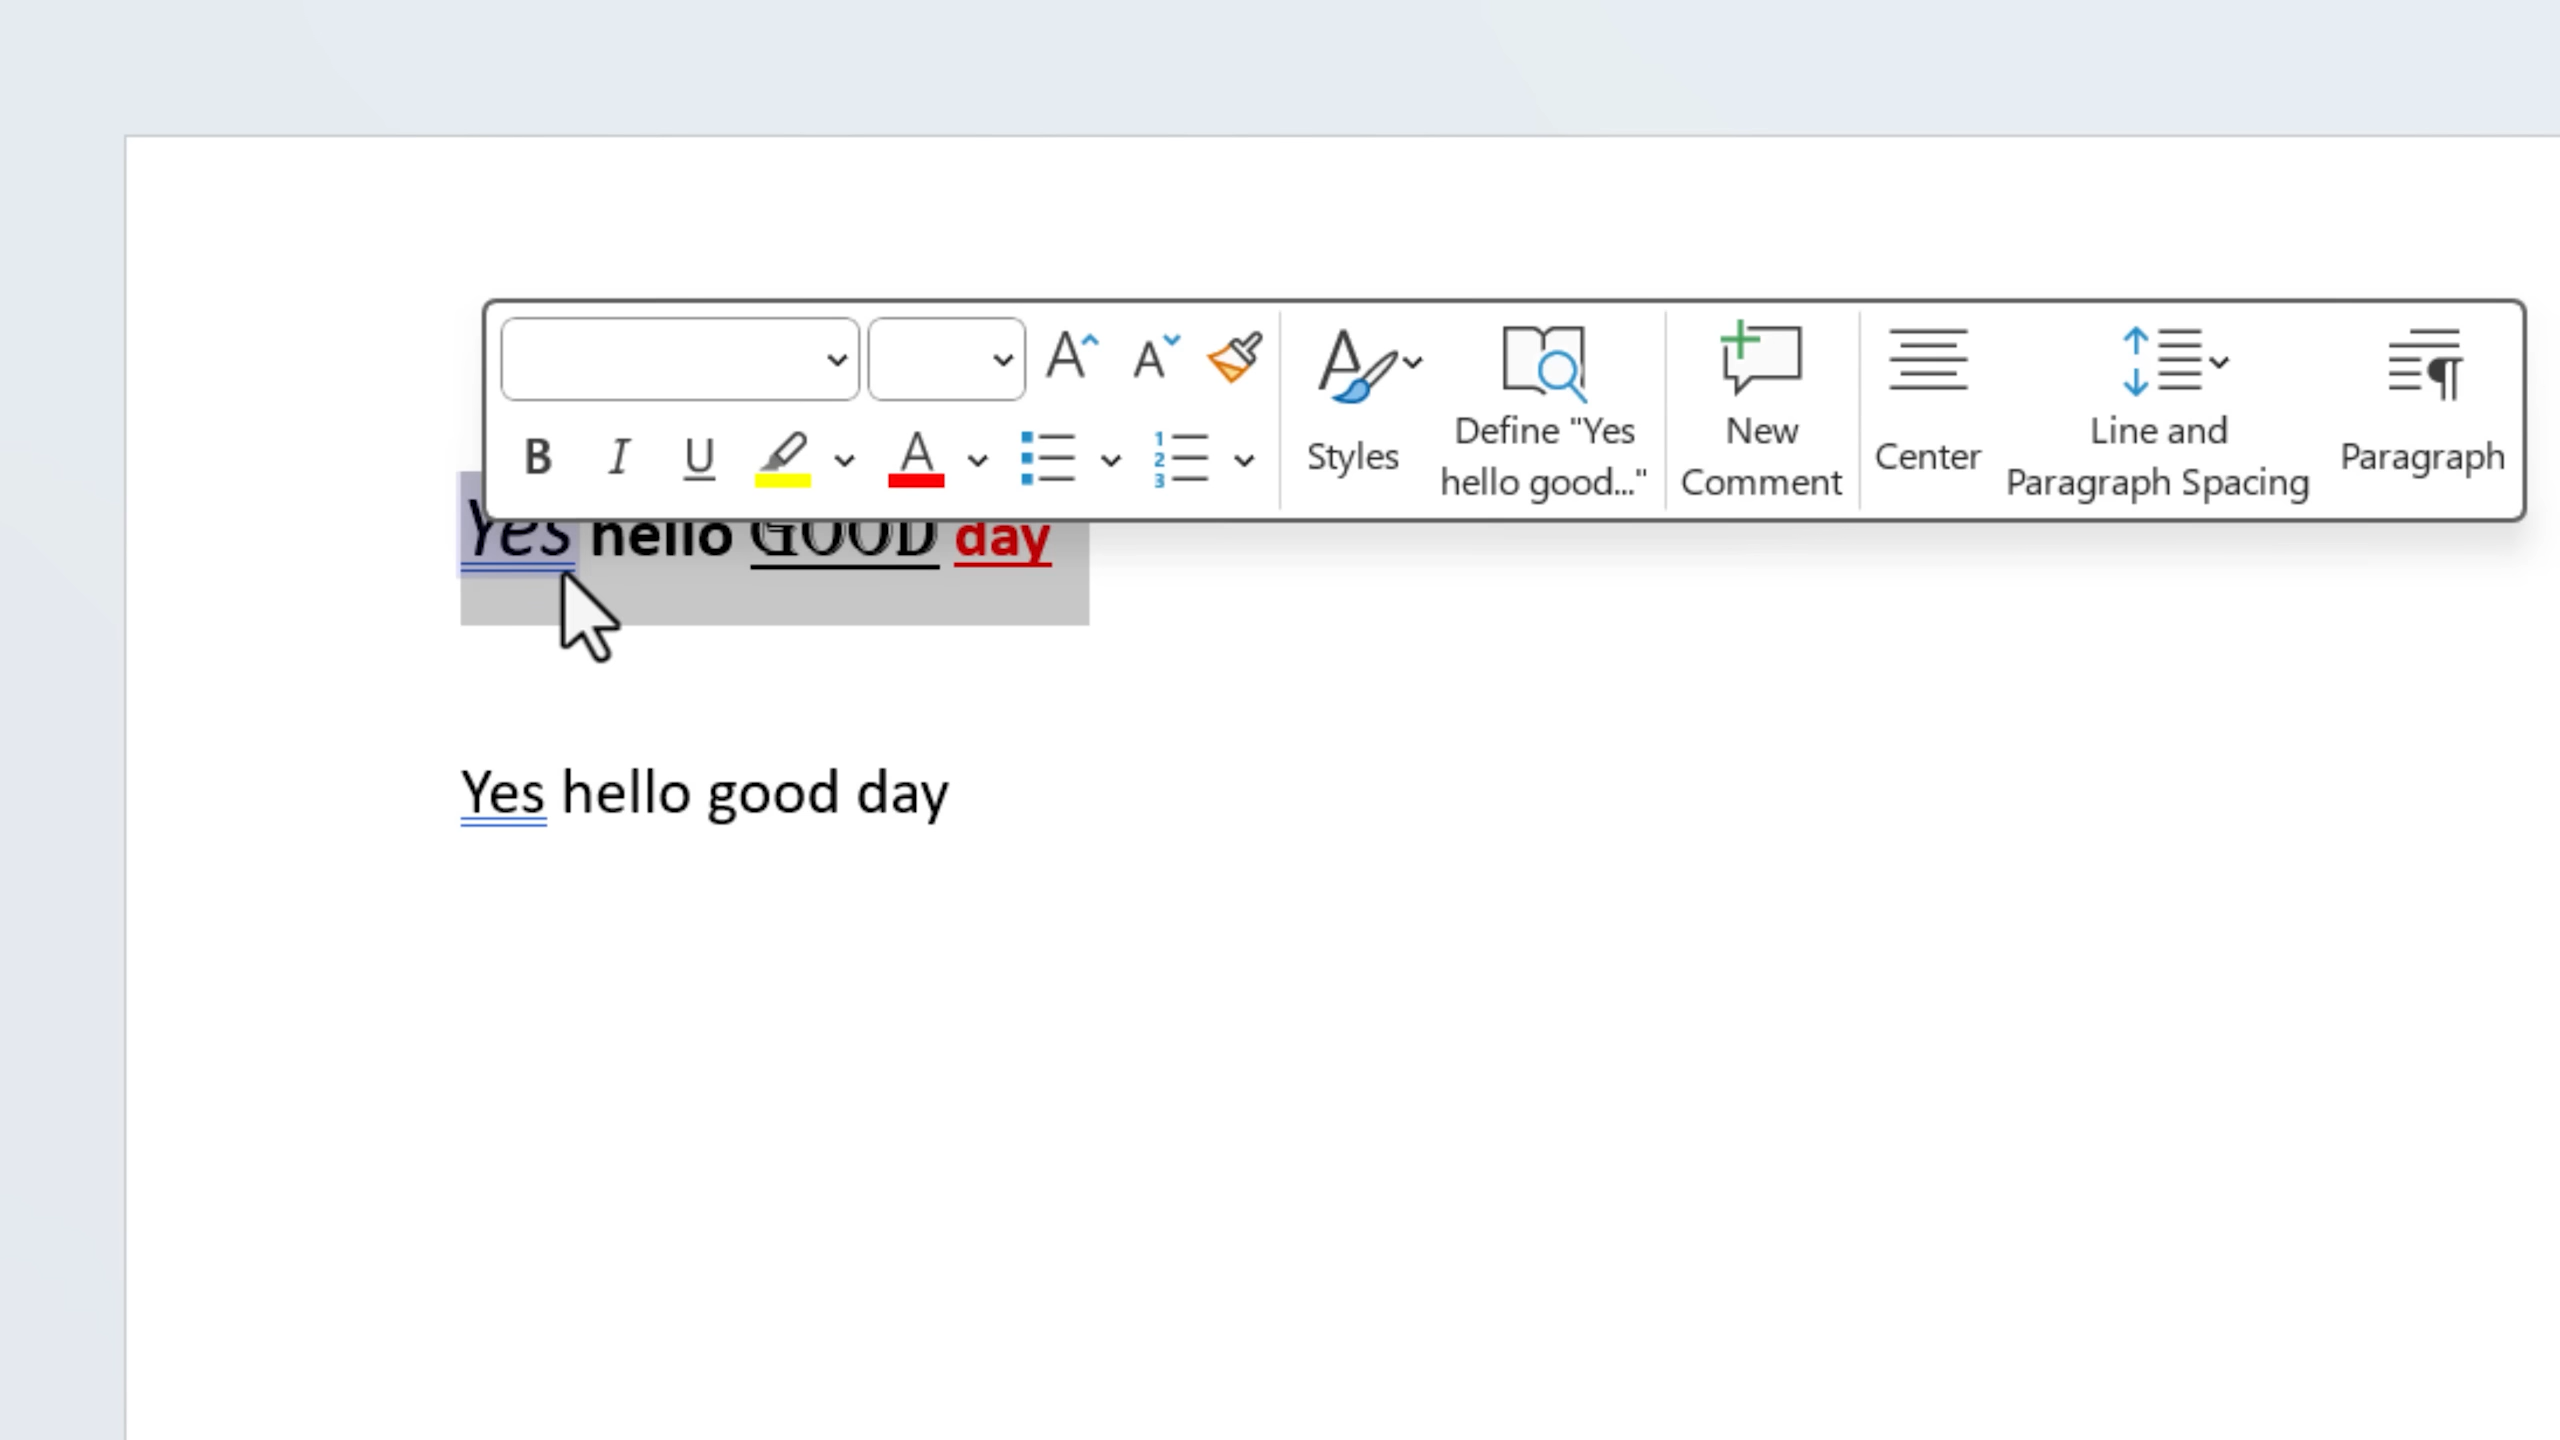 B I U A A A
Styles
Define "Yes hello good..."
New Comment
Center
Line and Paragraph Spacing
Paragraph
Yes hello GOOD day
Yes hello good day